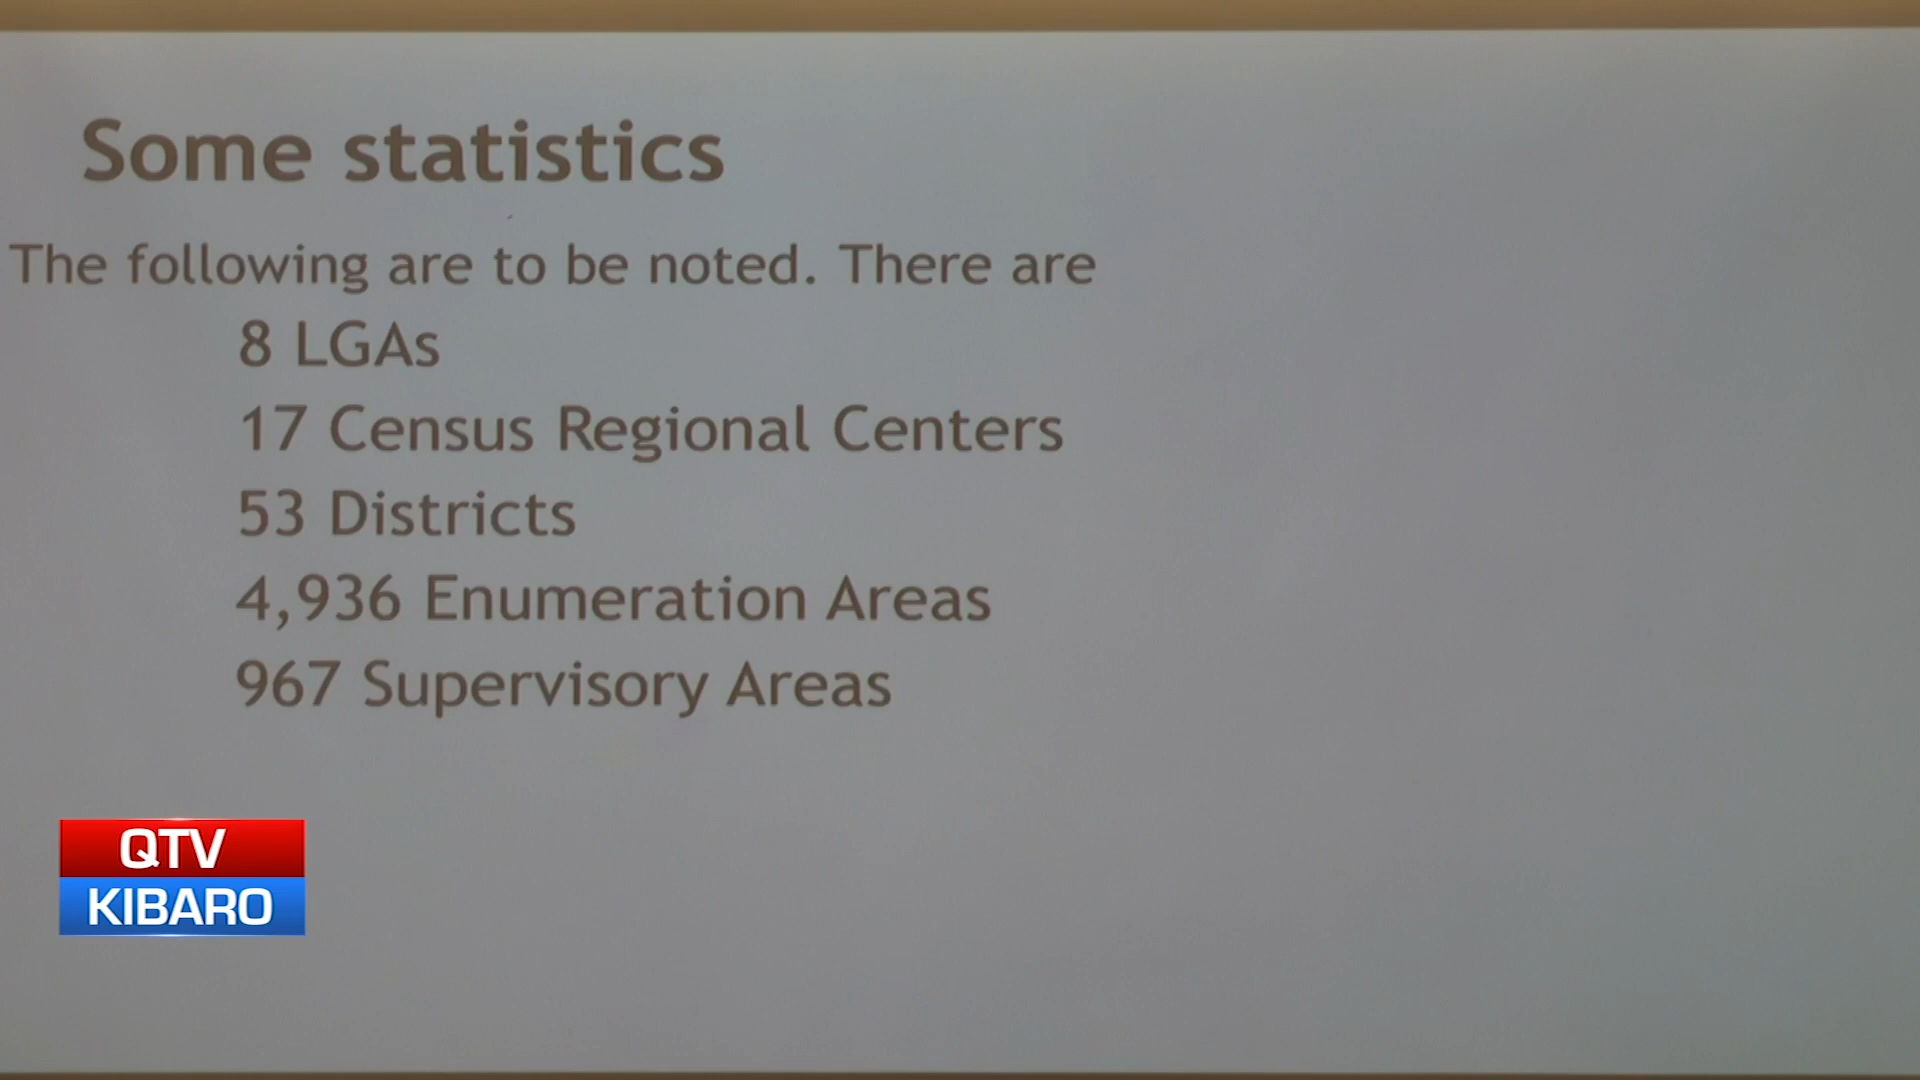 Some statistics
The following are to be noted. There are
8 LGAs
17 Census Regional Centers
53 Districts
4,936 Enumeration Areas
967 Supervisory Areas
QTV
KIBARO